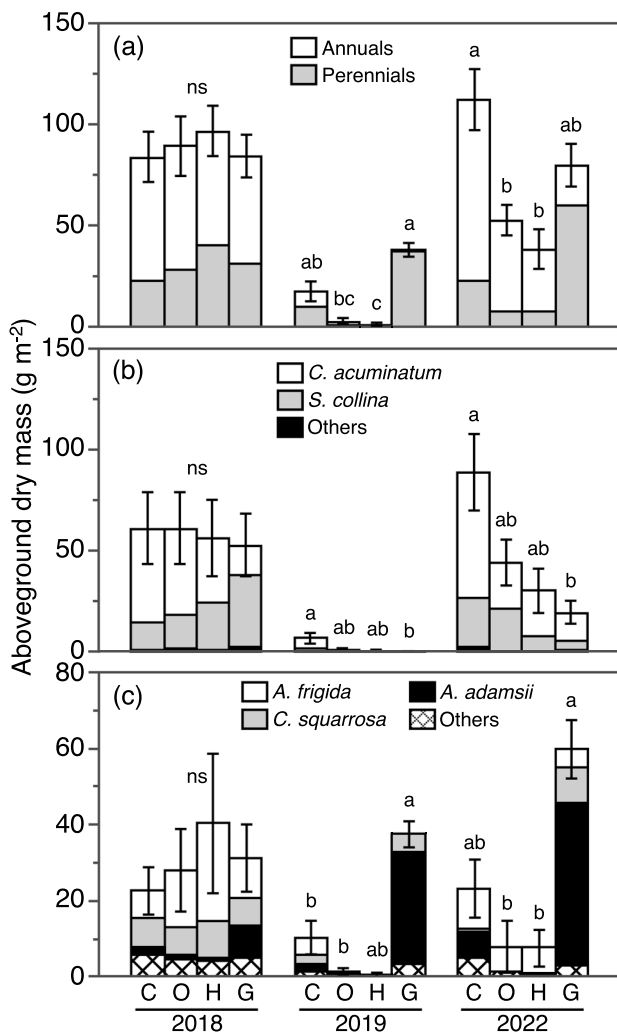 Aboveground dry mass (g m⁻²)
150
100
50
0
(a)
Annuals
Perennials
ns
ab
bc
c
a
a
b
b
ab
150
100
50
0
(b)
C. acuminatum
S. collina
Others
ns
a
ab
ab
b
a
ab
ab
b
80
60
40
20
0
(c)
A. frigida A. adamsii
C. squarrosa Others
ns
b
b
ab
a
ab
b
b
a
C O H G C O H G C O H G
2018 2019 2022